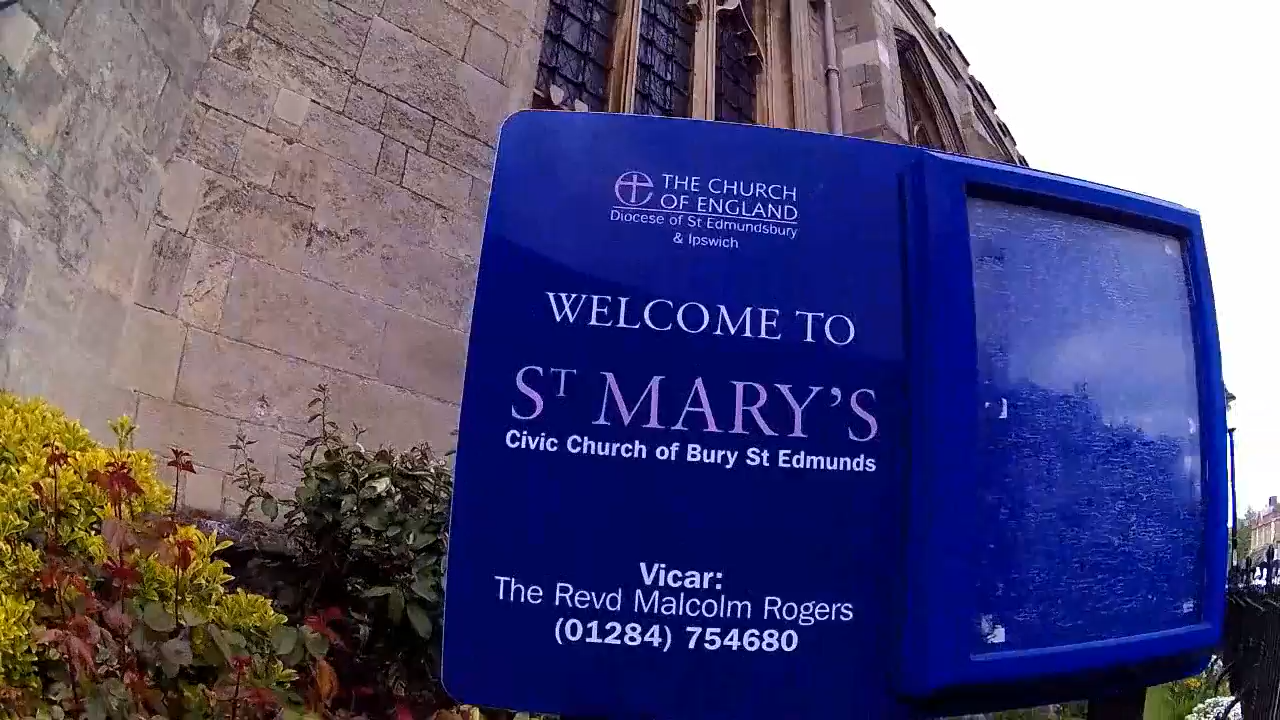 THE CHURCH
OF ENGLAND
Diocese of St Edmundsbury
& Ipswich
WELCOME TO
ST MARY'S
Civic Church of Bury St Edmunds
Vicar:
The Revd Malcolm Rogers
(01284) 754680